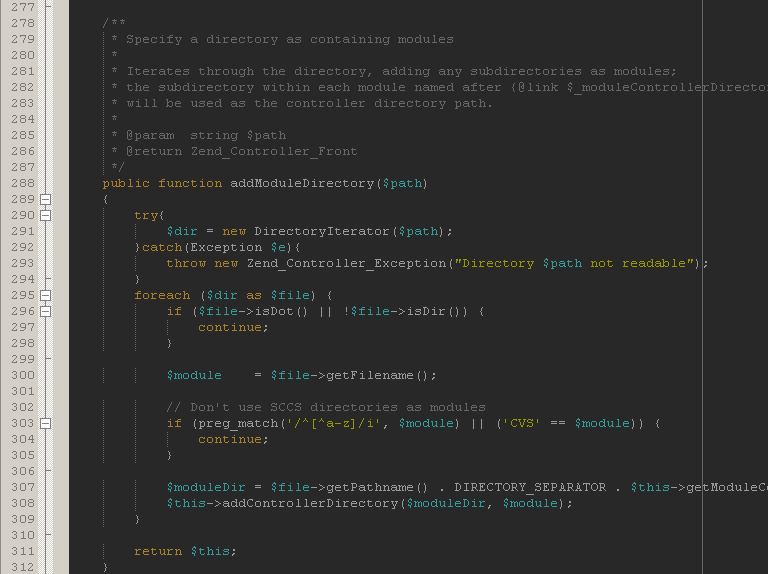 277
278 /**
279 * Specify a directory as containing modules
280 *
281 * Iterates through the directory, adding any subdirectories as modules;
282 * the subdirectory within each module named after {@link $_moduleControllerDirecto
283 * will be used as the controller directory path.
284 *
285 * @param  string $path
286 * @return Zend_Controller_Front
287 */
288 public function addModuleDirectory($path)
289 {
290 try{
291 $dir = new DirectoryIterator($path);
292 }catch(Exception $e){
293 throw new Zend_Controller_Exception("Directory $path not readable");
294 }
295 foreach ($dir as $file) {
296 if ($file->isDot() || !$file->isDir()) {
297 continue;
298 }
299
300 $module    = $file->getFilename();
301
302 // Don't use SCCS directories as modules
303 if (preg_match('/^[^a-z]/i', $module) || ('CVS' == $module)) {
304 continue;
305 }
306
307 $moduleDir = $file->getPathname() . DIRECTORY_SEPARATOR . $this->getModuleCo
308 $this->addControllerDirectory($moduleDir, $module);
309 }
310
311 return $this;
312 }